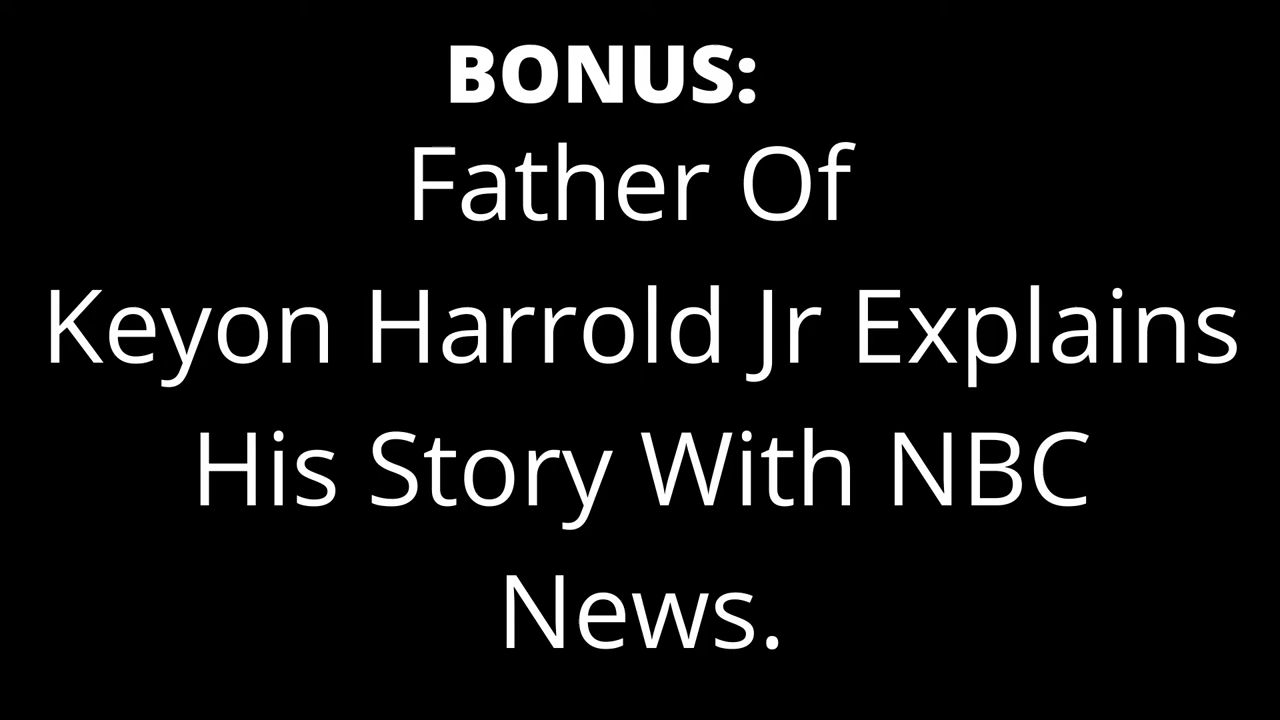 BONUS:
Father Of
Keyon Harrold Jr Explains
His Story With NBC
News.